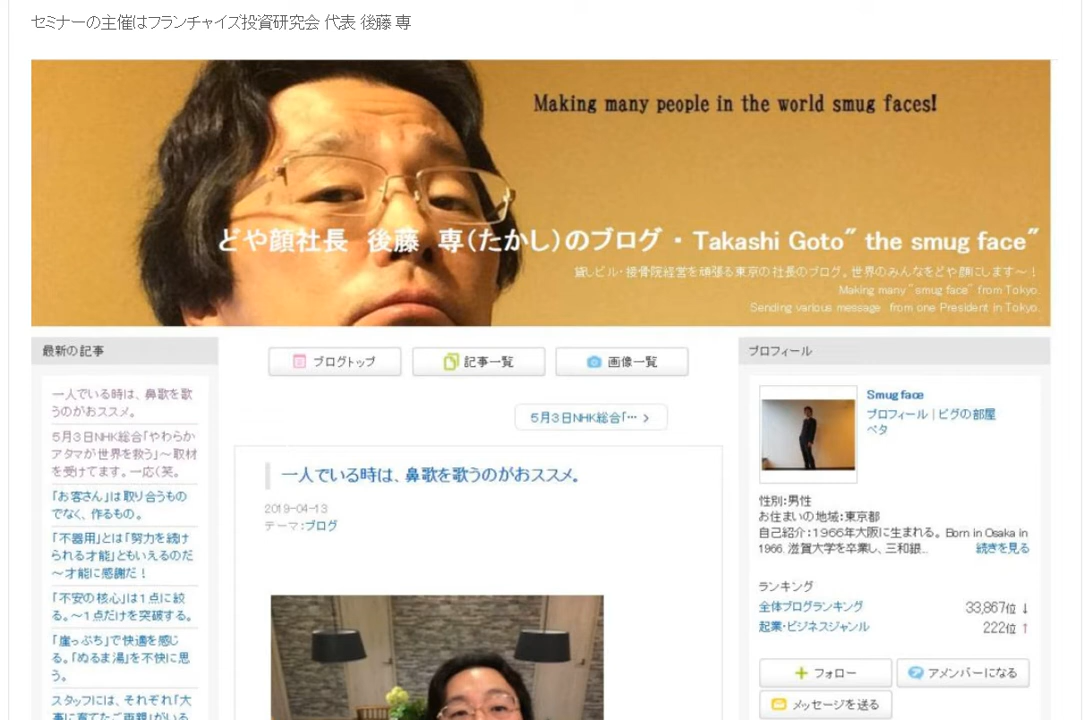 セミナーの主催はフランチャイズ投資研究会 代表 後藤 専
Making many people in the world smug faces!
どや顔社長 後藤 専(たかし)のブログ・Takashi Goto" the smug face"
貸しビル・接骨院経営を頑張る東京の社長のブログ。世界のみんなをどや顔にします～！
Making many "smug face" from Tokyo.
Sending various message from one President in Tokyo.
最新の記事
一人でいる時は、鼻歌を歌
うのがおススメ。
5月3日NHK総合「やわらか
アタマが世界を救う」～取材
を受けてます。一応(笑。
「お客さん」は取り合うもの
でなく、作るもの。
「不器用」とは「努力を続け
られる才能」ともいえるのだ
～才能に感謝だ！
「不安の核心」は1点に絞
る。～1点だけを突破する。
「崖っぷち」で快適を感じ
る。「ぬるま湯」を不快に思
う。
スタッフには、それぞれ「大
事に育てたご両親」がいる
ブログトップ
記事一覧
画像一覧
5月3日NHK総合「… ›
一人でいる時は、鼻歌を歌うのがおススメ。
2019-04-13
テーマ：ブログ
プロフィール
Smug face
プロフィール｜ピグの部屋
ペタ
性別：男性
お住まいの地域：東京都
自己紹介：1966年大阪に生まれる。 Born in Osaka in
1966. 滋賀大学を卒業し、三和銀... 続きを見る
ランキング
全体ブログランキング 33,867位 ↓
起業・ビジネスジャンル 222位 ↑
フォロー
アメンバーになる
メッセージを送る